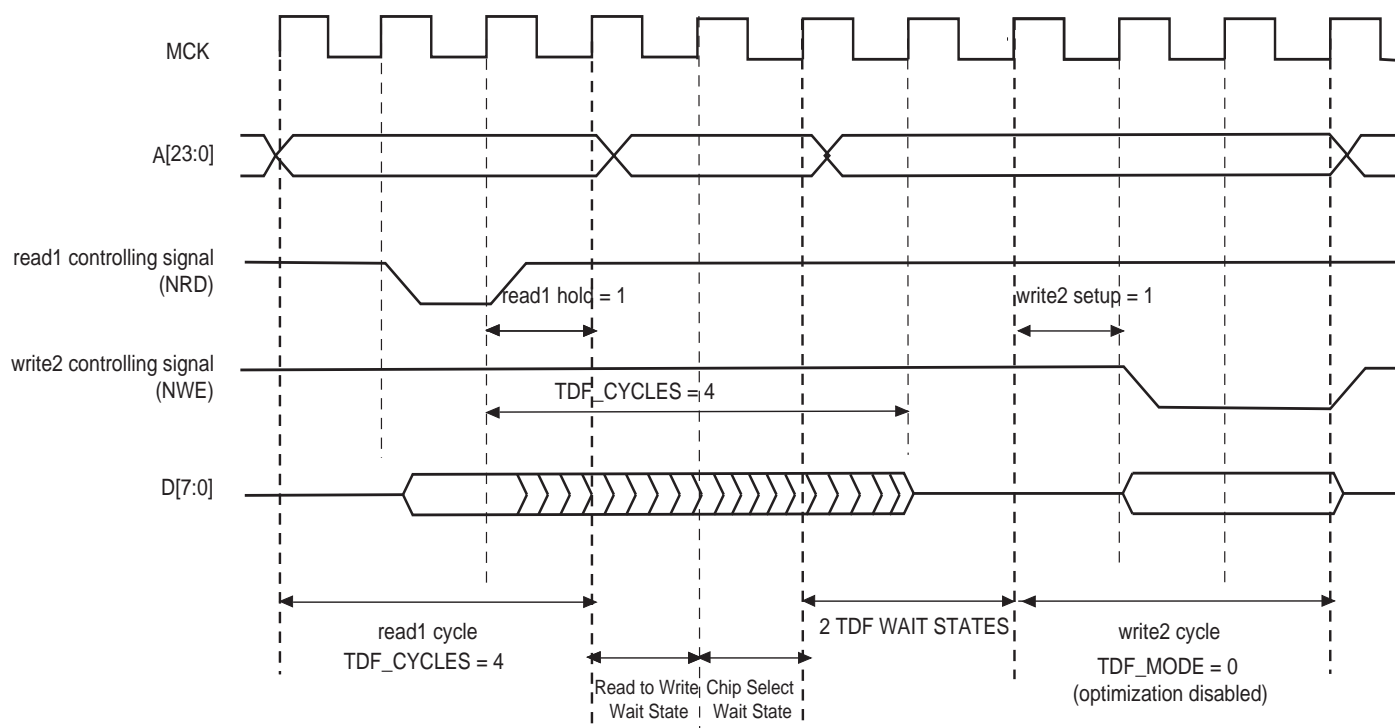 MCK
A[23:0]
read1 controlling signal
(NRD)
read1 hold = 1
write2 setup = 1
write2 controlling signal
(NWE)
TDF_CYCLES = 4
D[7:0]
read1 cycle
TDF_CYCLES = 4
2 TDF WAIT STATES
write2 cycle
TDF_MODE = 0
(optimization disabled)
Read to Write
Wait State
Chip Select
Wait State